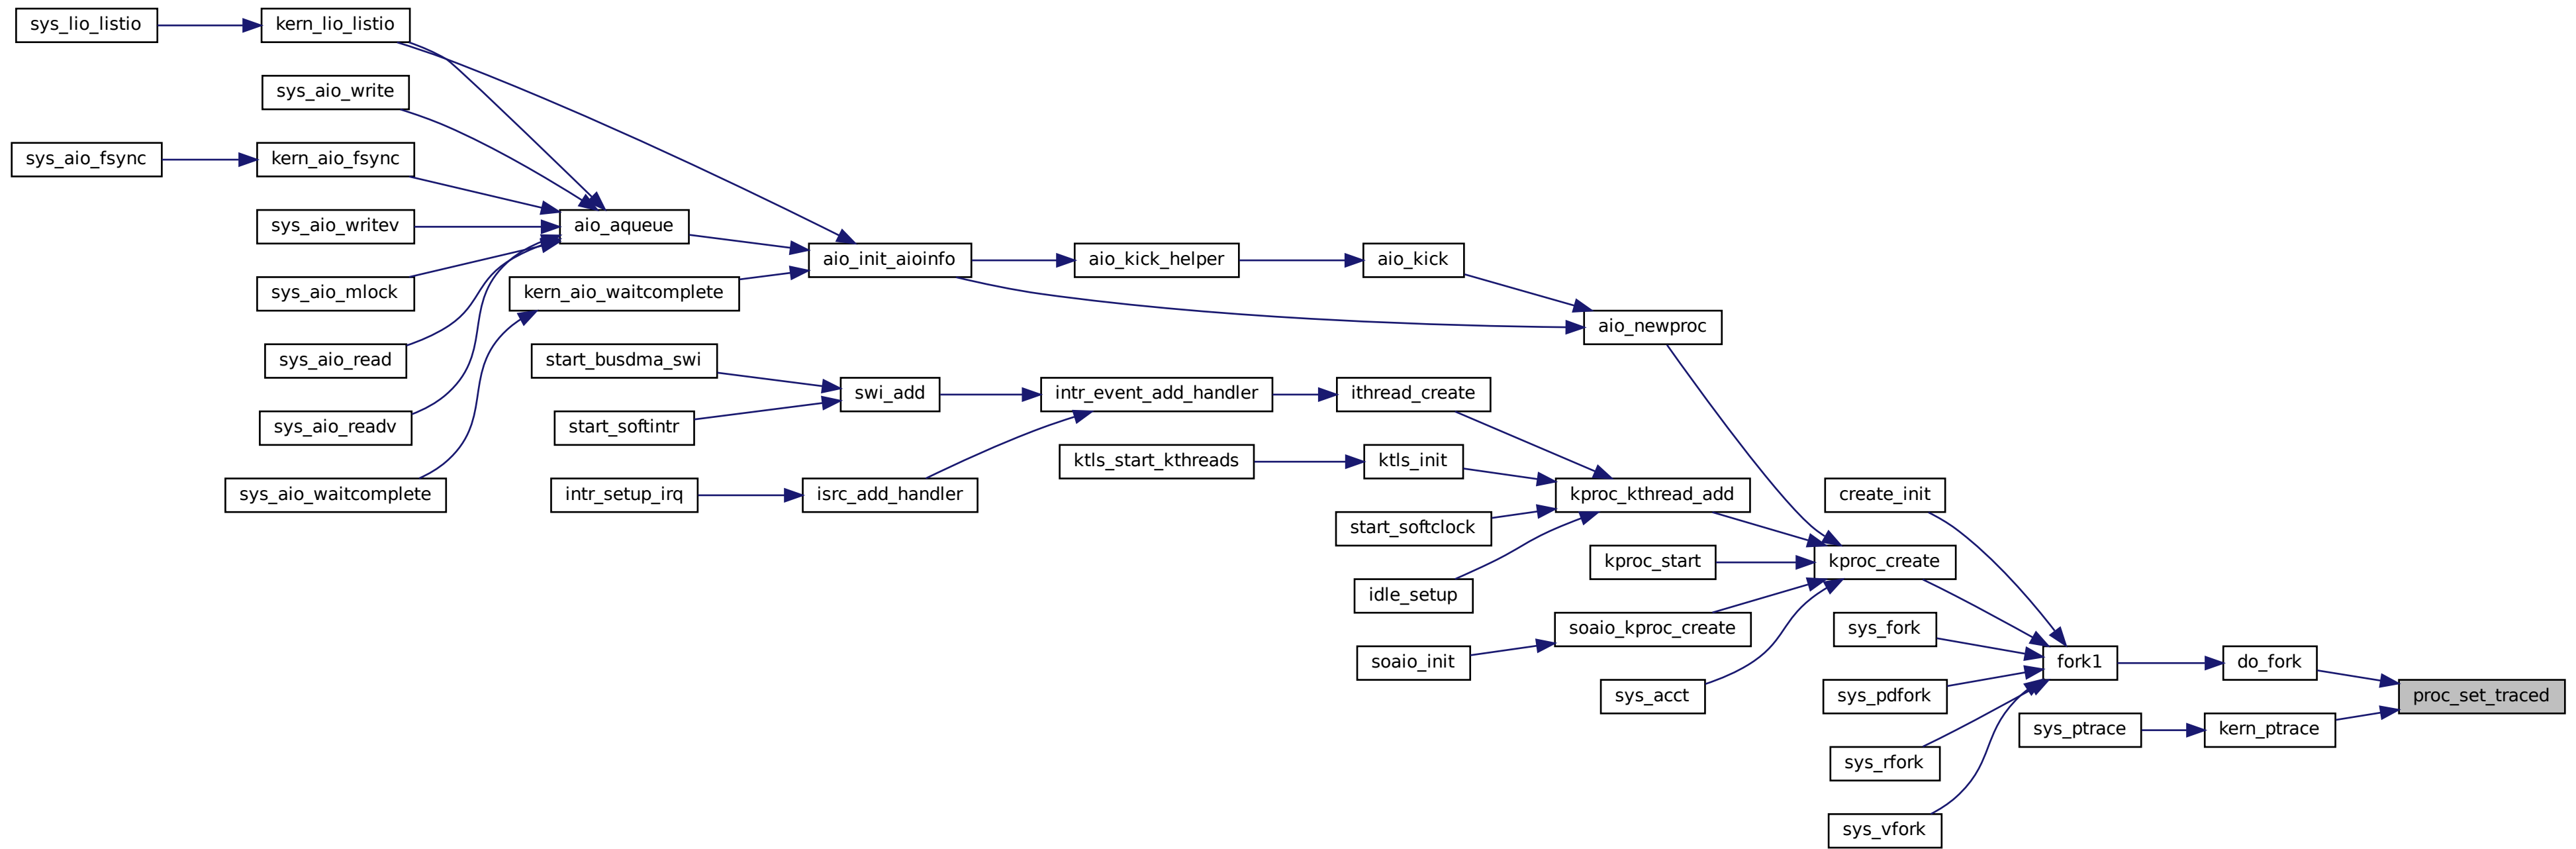 sys_lio_listio
kern_lio_listio
sys_aio_write
sys_aio_fsync
kern_aio_fsync
sys_aio_writev
aio_aqueue
sys_aio_mlock
kern_aio_waitcomplete
aio_init_aioinfo
aio_kick_helper
aio_kick
aio_newproc
sys_aio_read
start_busdma_swi
swi_add
intr_event_add_handler
ithread_create
sys_aio_readv
start_softintr
ktls_start_kthreads
ktls_init
sys_aio_waitcomplete
intr_setup_irq
isrc_add_handler
kproc_kthread_add
create_init
start_softclock
kproc_start
kproc_create
idle_setup
soaio_kproc_create
sys_fork
soaio_init
fork1
do_fork
sys_acct
sys_pdfork
proc_set_traced
sys_ptrace
kern_ptrace
sys_rfork
sys_vfork